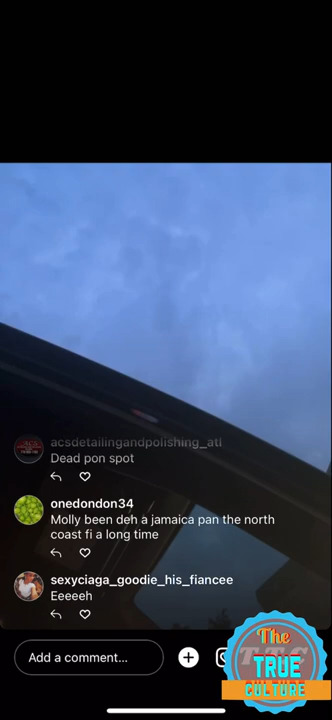 acsdetailingandpolishing_atl
Dead pon spot
onedondon34
Molly been deh a jamaica pan the north
coast fi a long time
sexyciaga_goodie_his_fiancee
Eeeeeh
Add a comment...
The
TTC
TRUE
CULTURE